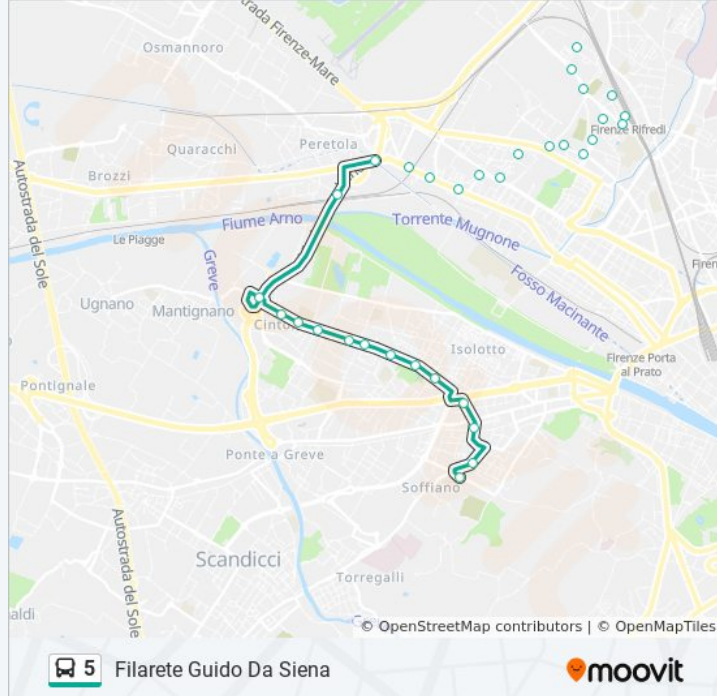 Autostrada Firenze-Mare
Osmannoro
Peretola
Firenze Rifredi
Quaracchi
Brozzi
Autostrada del Sole
Fiume Arno
Torrente Mugnone
Le Piagge
Greve
Fosso Macinante
Ugnano
Mantignano
Isolotto
Firenze Porta
al Prato
Pontignale
Ponte a Greve
Soffiano
Autostrada del Sole
Scandicci
Torregalli
© OpenStreetMap contributors | © OpenMapTiles
5 Filarete Guido Da Siena
moovit